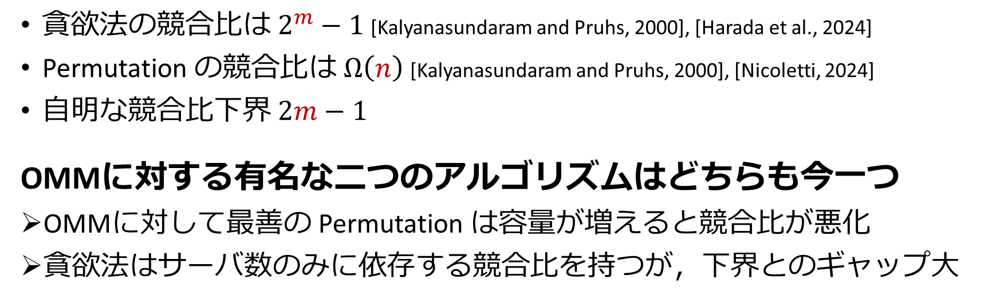 • 貪欲法の競合比は 2^m − 1 [Kalyanasundaram and Pruhs, 2000], [Harada et al., 2024]
• Permutation の競合比は Ω(n) [Kalyanasundaram and Pruhs, 2000], [Nicoletti, 2024]
• 自明な競合比下界 2m − 1
OMMに対する有名な二つのアルゴリズムはどちらも今一つ
➢OMMに対して最善の Permutation は容量が増えると競合比が悪化
➢貪欲法はサーバ数のみに依存する競合比を持つが，下界とのギャップ大